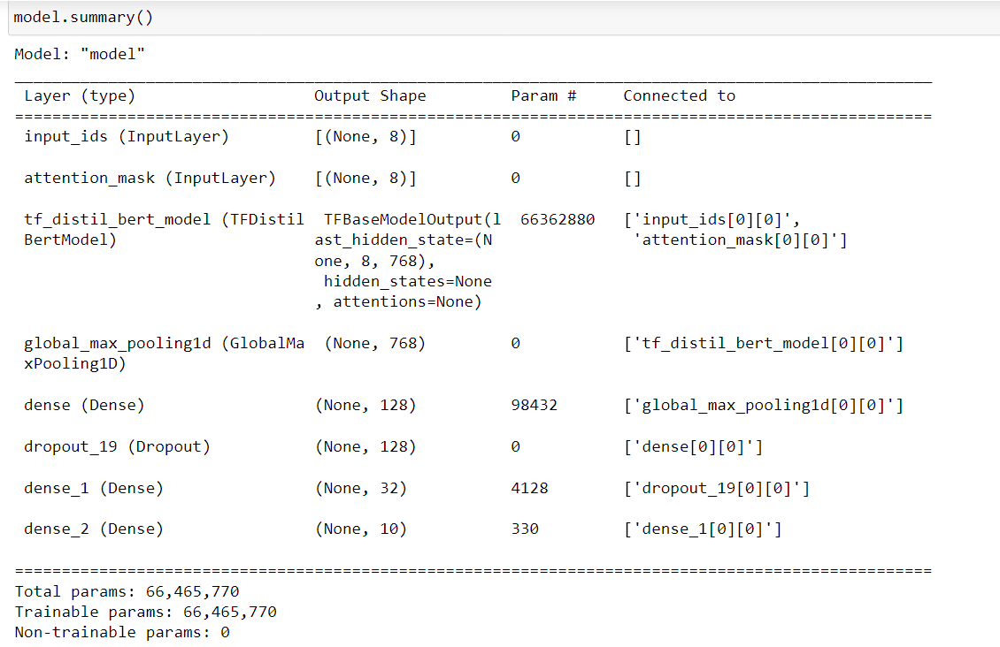 model.summary()
Model: "model"
__________________________________________________________________________________________________
Layer (type)                   Output Shape         Param #     Connected to
==================================================================================================
input_ids (InputLayer)         [(None, 8)]          0           []
attention_mask (InputLayer)    [(None, 8)]          0           []
tf_distil_bert_model (TFDistil  TFBaseModelOutput(l  66362880   ['input_ids[0][0]',
BertModel)                     ast_hidden_state=(N               'attention_mask[0][0]']
                               one, 8, 768),
                                hidden_states=None
                               , attentions=None)
global_max_pooling1d (GlobalMa  (None, 768)         0           ['tf_distil_bert_model[0][0]']
xPooling1D)
dense (Dense)                  (None, 128)          98432       ['global_max_pooling1d[0][0]']
dropout_19 (Dropout)           (None, 128)          0           ['dense[0][0]']
dense_1 (Dense)                (None, 32)           4128        ['dropout_19[0][0]']
dense_2 (Dense)                (None, 10)           330         ['dense_1[0][0]']
==================================================================================================
Total params: 66,465,770
Trainable params: 66,465,770
Non-trainable params: 0